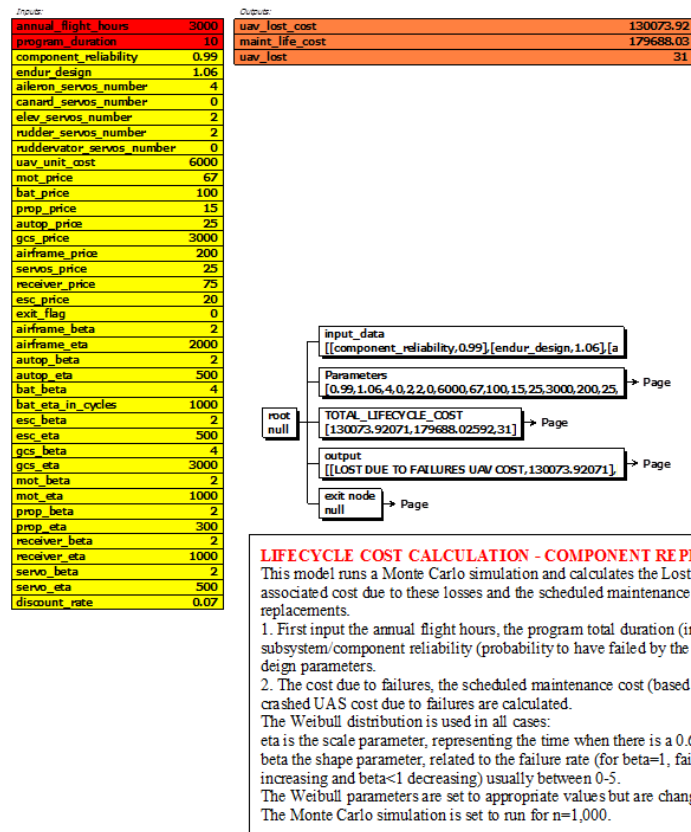 Inputs:
annual_flight_hours 3000
program_duration 10
component_reliability 0.99
endur_design 1.06
aileron_servos_number 4
canard_servos_number 0
elev_servos_number 2
rudder_servos_number 2
ruddervator_servos_number 0
uav_unit_cost 6000
mot_price 67
bat_price 100
prop_price 15
autop_price 25
gcs_price 3000
airframe_price 200
servos_price 25
receiver_price 75
esc_price 20
exit_flag 0
airframe_beta 2
airframe_eta 2000
autop_beta 2
autop_eta 500
bat_beta 4
bat_eta_in_cycles 1000
esc_beta 2
esc_eta 500
gcs_beta 4
gcs_eta 3000
mot_beta 2
mot_eta 1000
prop_beta 2
prop_eta 300
receiver_beta 2
receiver_eta 1000
servo_beta 2
servo_eta 500
discount_rate 0.07
Outputs:
uav_lost_cost 130073.92
maint_life_cost 179688.03
uav_lost 31
root
null
input_data
[[component_reliability,0.99],[endur_design,1.06],[a
Parameters
[0.99,1.06,4,0,2,2,0,6000,67,100,15,25,3000,200,25,
Page
TOTAL_LIFECYCLE_COST
[130073.92071,179688.02592,31]
Page
output
[[LOST DUE TO FAILURES UAV COST,130073.92071],
Page
exit node
null
Page
LIFECYCLE COST CALCULATION - COMPONENT REPL
This model runs a Monte Carlo simulation and calculates the Lost
associated cost due to these losses and the scheduled maintenance
replacements.
1. First input the annual flight hours, the program total duration (in
subsystem/component reliability (probability to have failed by the
deign parameters.
2. The cost due to failures, the scheduled maintenance cost (based
crashed UAS cost due to failures are calculated.
The Weibull distribution is used in all cases:
eta is the scale parameter, representing the time when there is a 0.6
beta the shape parameter, related to the failure rate (for beta=1, fail
increasing and beta<1 decreasing) usually between 0-5.
The Weibull parameters are set to appropriate values but are chang
The Monte Carlo simulation is set to run for n=1,000.